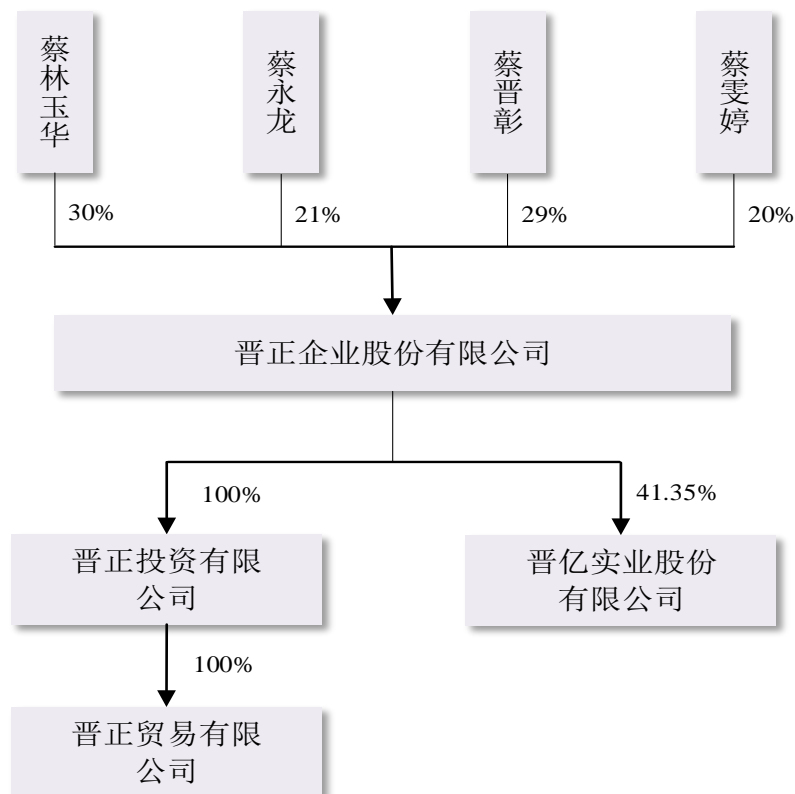 蔡林玉华
蔡永龙
蔡晋彰
蔡雯婷
30%
21%
29%
20%
晋正企业股份有限公司
100%
41.35%
晋正投资有限
公司
晋亿实业股份
有限公司
100%
晋正贸易有限
公司